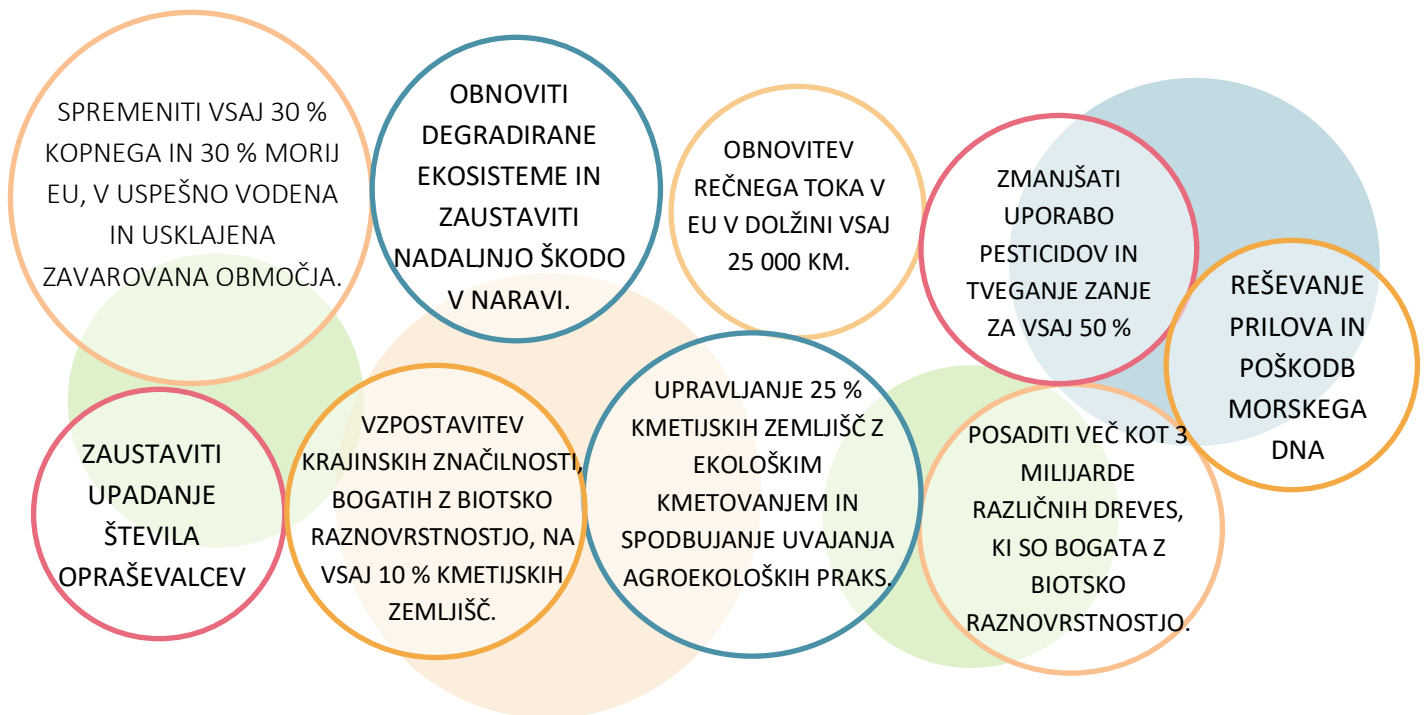 SPREMENITI VSAJ 30 %
KOPNEGA IN 30 % MORIJ
EU, V USPEŠNO VODENA
IN USKLAJENA
ZAVAROVANA OBMOČJA.
OBNOVITI
DEGRADIRANE
EKOSISTEME IN
ZAUSTAVITI
NADALJNJO ŠKODO
V NARAVI.
OBNOVITEV
REČNEGA TOKA V
EU V DOLŽINI VSAJ
25 000 KM.
ZMANJŠATI
UPORABO
PESTICIDOV IN
TVEGANJE ZANJE
ZA VSAJ 50 %
REŠEVANJE
PRILOVA IN
POŠKODB
MORSKEGA
DNA
ZAUSTAVITI
UPADANJE
ŠTEVILA
OPRAŠEVALCEV
VZPOSTAVITEV
KRAJINSKIH ZNAČILNOSTI,
BOGATIH Z BIOTSKO
RAZNOVRSTNOSTJO, NA
VSAJ 10 % KMETIJSKIH
ZEMLJIŠČ.
UPRAVLJANJE 25 %
KMETIJSKIH ZEMLJIŠČ Z
EKOLOŠKIM
KMETOVANJEM IN
SPODBUJANJE UVAJANJA
AGROEKOLOŠKIH PRAKS.
POSADITI VEČ KOT 3
MILIJARDE
RAZLIČNIH DREVES,
KI SO BOGATA Z
BIOTSKO
RAZNOVRSTNOSTJO.